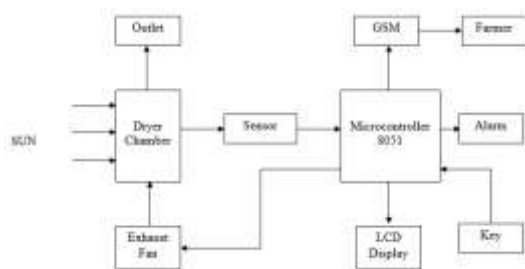 Outlet
GSM
Farmer
SUN
Dryer
Chamber
Sensor
Microcontroller
8051
Alarm
Exhaust
Fan
LCD
Display
Key